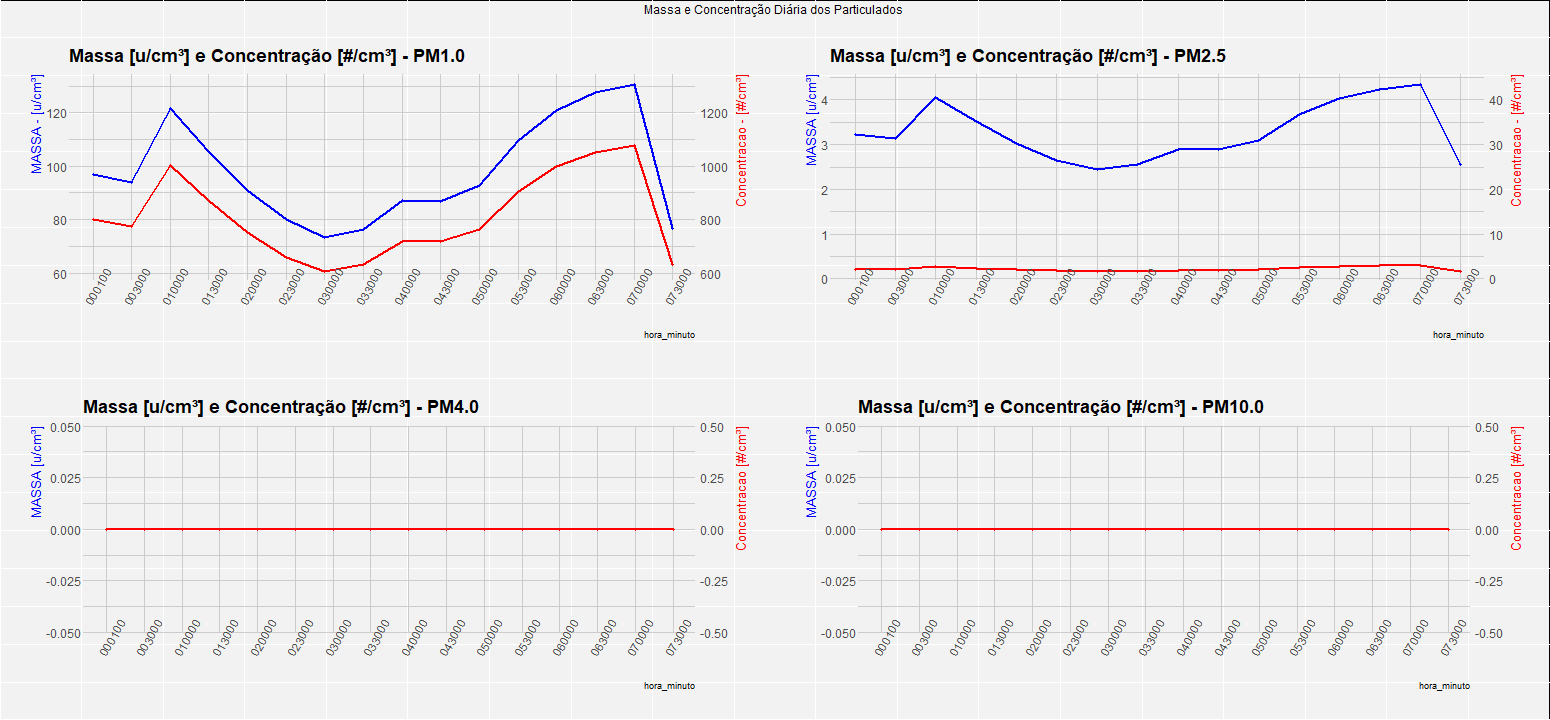 Massa e Concentração Diária dos Particulados
Massa [u/cm³] e Concentração [#/cm³] - PM1.0
MASSA - [u/cm³]
120
100
80
60
1200
1000
800
600
Concentracao - [#/cm³]
000100 003000 010000 013000 020000 023000 030000 033000 040000 043000 050000 053000 060000 063000 070000 073000
hora_minuto
Massa [u/cm³] e Concentração [#/cm³] - PM2.5
MASSA [u/cm³]
4
3
2
1
0
40
30
20
10
0
Concentracao - [#/cm³]
000100 003000 010000 013000 020000 023000 030000 033000 040000 043000 050000 053000 060000 063000 070000 073000
hora_minuto
Massa [u/cm³] e Concentração [#/cm³] - PM4.0
MASSA [u/cm³]
0.050
0.025
0.000
-0.025
-0.050
0.50
0.25
0.00
-0.25
-0.50
Concentracao [#/cm³]
000100 003000 010000 013000 020000 023000 030000 033000 040000 043000 050000 053000 060000 063000 070000 073000
hora_minuto
Massa [u/cm³] e Concentração [#/cm³] - PM10.0
MASSA [u/cm³]
0.050
0.025
0.000
-0.025
-0.050
0.50
0.25
0.00
-0.25
-0.50
Concentracao [#/cm³]
000100 003000 010000 013000 020000 023000 030000 033000 040000 043000 050000 053000 060000 063000 070000 073000
hora_minuto